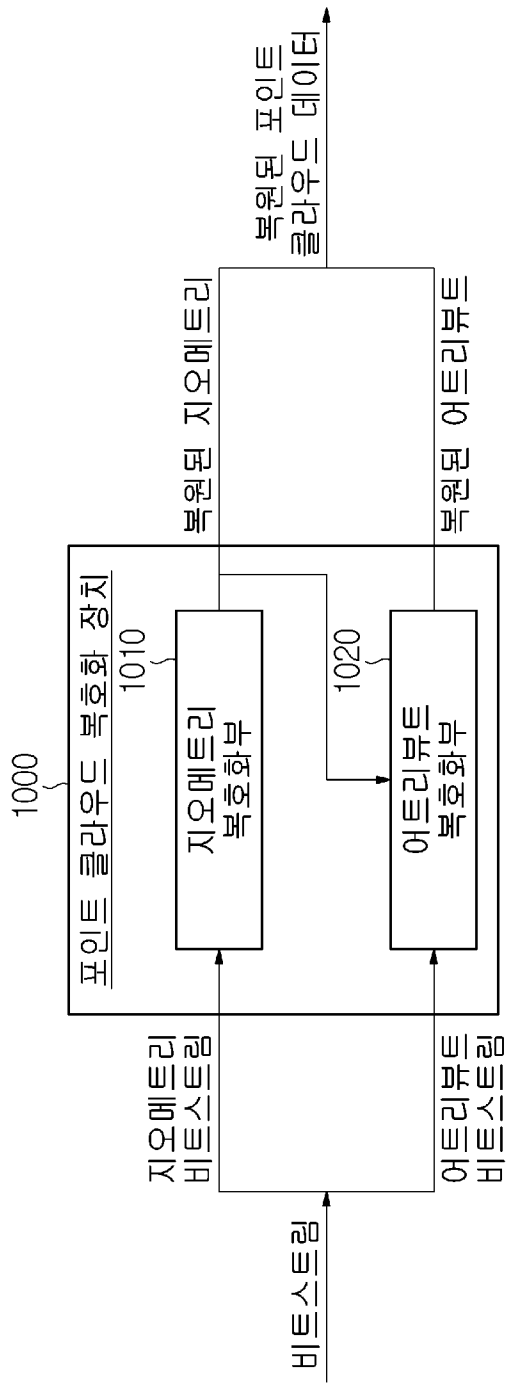 1000
포인트 클라우드 복호화 장치
비트스트림
지오메트리
비트스트림
1010
지오메트리
복호화부
복원된 지오메트리
어트리뷰트
비트스트림
1020
어트리뷰트
복호화부
복원된 어트리뷰트
복원된 포인트
클라우드 데이터